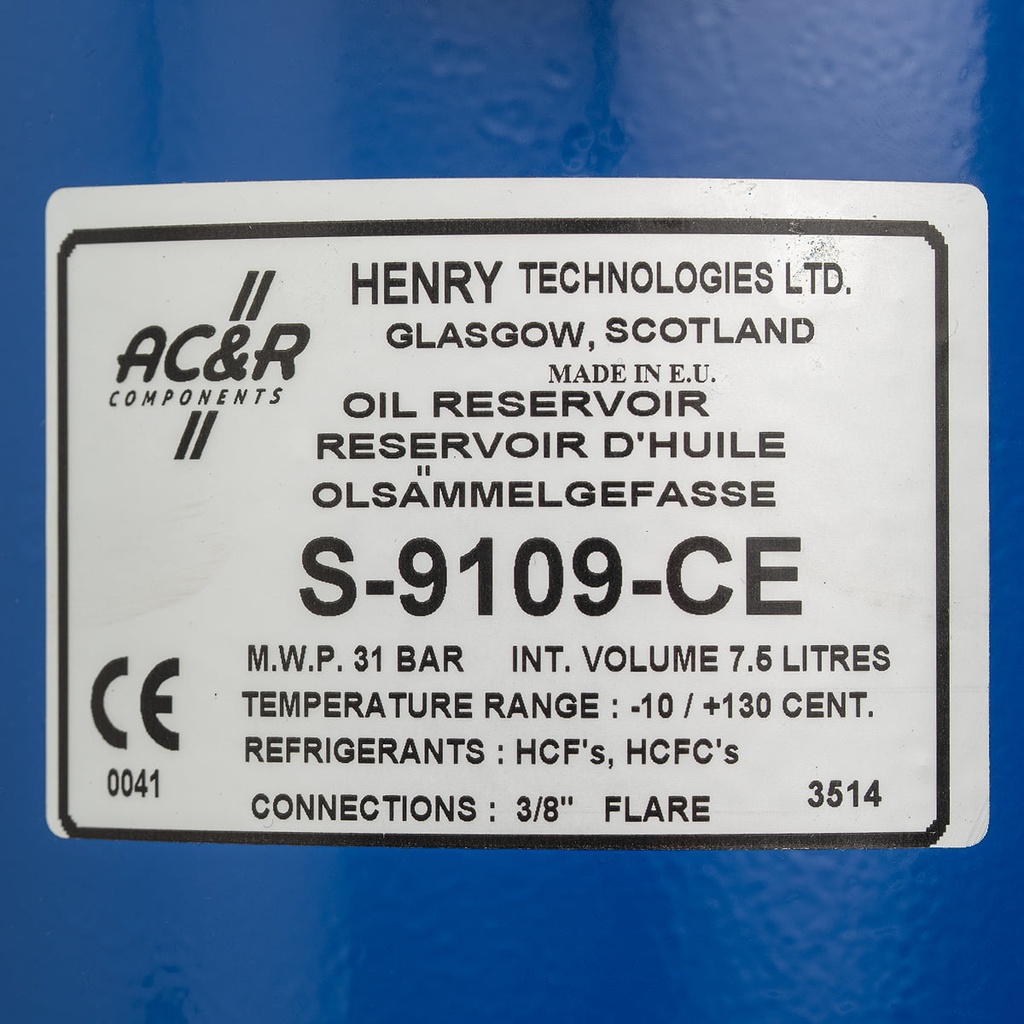 HENRY TECHNOLOGIES LTD.
GLASGOW, SCOTLAND
MADE IN E.U.
AC&R
COMPONENTS
OIL RESERVOIR
RESERVOIR D'HUILE
OLSÄMMELGEFASSE
S-9109-CE
M.W.P. 31 BAR INT. VOLUME 7.5 LITRES
TEMPERATURE RANGE : -10 / +130 CENT.
REFRIGERANTS : HCF's, HCFC's
CONNECTIONS : 3/8" FLARE
CE
0041
3514